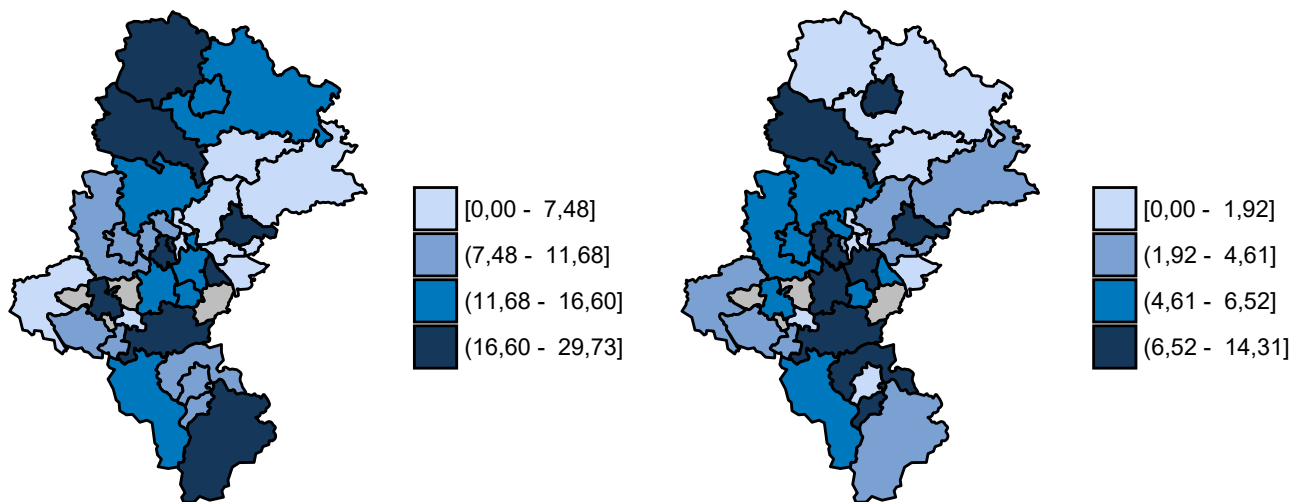 [0,00 - 7,48]
(7,48 - 11,68]
(11,68 - 16,60]
(16,60 - 29,73]
[0,00 - 1,92]
(1,92 - 4,61]
(4,61 - 6,52]
(6,52 - 14,31]